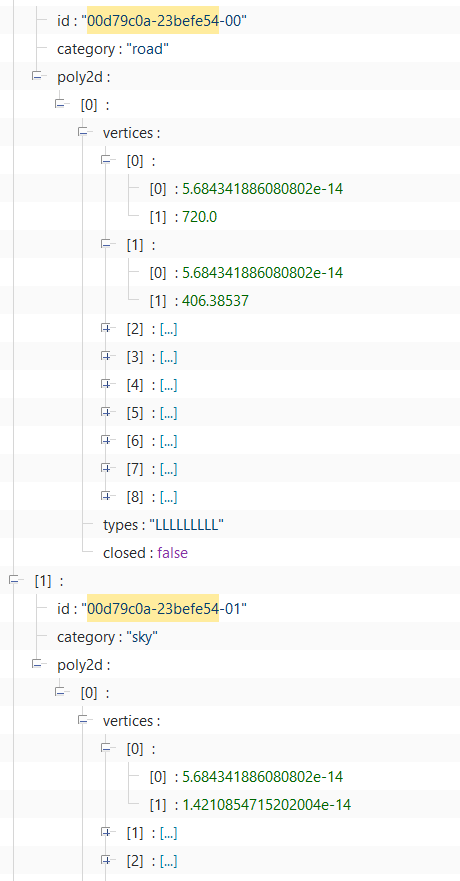 id : "00d79c0a-23befe54-00"
category : "road"
poly2d :
[0] :
vertices :
[0] :
[0] : 5.684341886080802e-14
[1] : 720.0
[1] :
[0] : 5.684341886080802e-14
[1] : 406.38537
[2] : [...]
[3] : [...]
[4] : [...]
[5] : [...]
[6] : [...]
[7] : [...]
[8] : [...]
types : "LLLLLLLLL"
closed : false
[1] :
id : "00d79c0a-23befe54-01"
category : "sky"
poly2d :
[0] :
vertices :
[0] :
[0] : 5.684341886080802e-14
[1] : 1.4210854715202004e-14
[1] : [...]
[2] : [...]